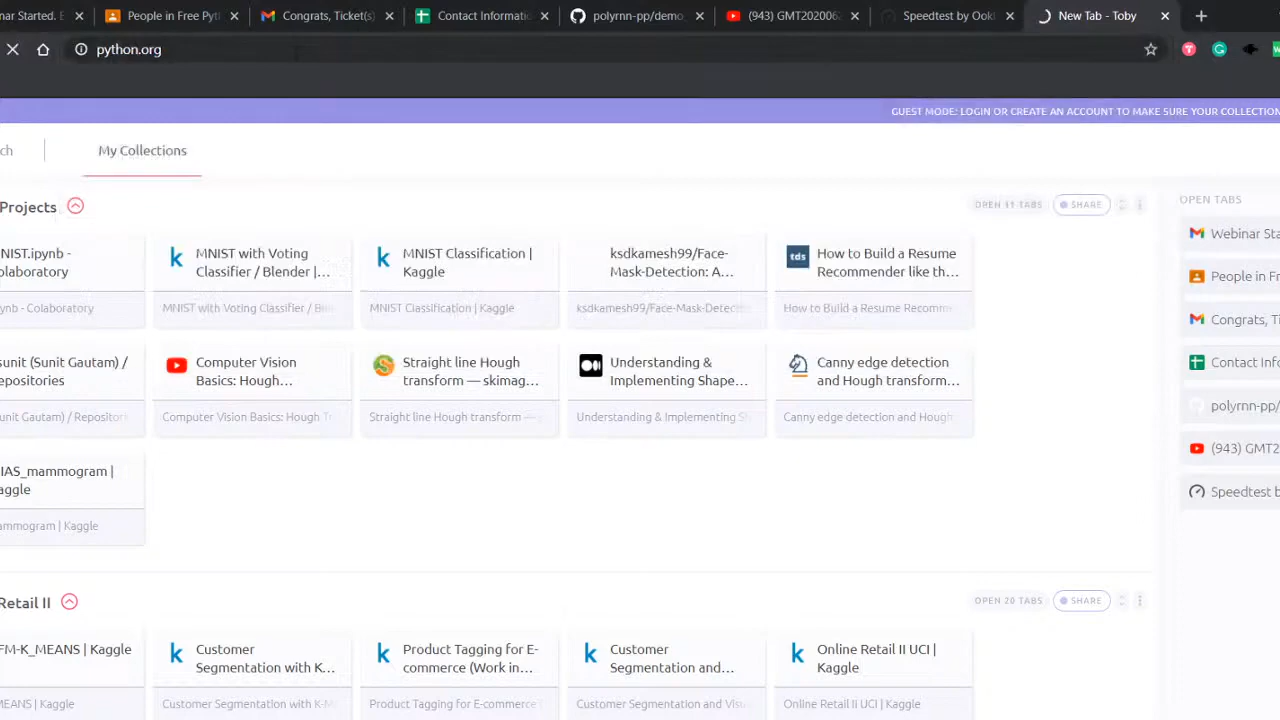 nar Started. E
People in Free Pyt
Congrats, Ticket(s)
Contact Informati
polyrnn-pp/demo
(943) GMT202006
Speedtest by Ookl
New Tab - Toby
python.org
GUEST MODE: LOGIN OR CREATE AN ACCOUNT TO MAKE SURE YOUR COLLECTION
ch
My Collections
Projects
OPEN 11 TABS
SHARE
OPEN TABS
NIST.ipynb -
olaboratory
ynb - Colaboratory
MNIST with Voting
Classifier / Blender |...
MNIST with Voting Classifier / Ble
MNIST Classification |
Kaggle
MNIST Classification | Kaggle
ksdkamesh99/Face-
Mask-Detection: A...
ksdkamesh99/Face-Mask-Detec
tds
How to Build a Resume
Recommender like th...
How to Build a Resume Recomm
Webinar Sta
People in Fr
Congrats, Ti
Contact Info
polyrnn-pp/
(943) GMT2
Speedtest b
sunit (Sunit Gautam) /
epositories
unit Gautam) / Repositor
Computer Vision
Basics: Hough...
Computer Vision Basics: Hough T
Straight line Hough
transform — skimag...
Straight line Hough transform —
Understanding &
Implementing Shape...
Understanding & Implementing S
Canny edge detection
and Hough transform...
Canny edge detection and Hough
IAS_mammogram |
aggle
ammogram | Kaggle
Retail II
OPEN 20 TABS
SHARE
FM-K_MEANS | Kaggle
MEANS | Kaggle
Customer
Segmentation with K...
Customer Segmentation with K-M
Product Tagging for E-
commerce (Work in...
Product Tagging for E-commerce
Customer
Segmentation and...
Customer Segmentation and Visu
Online Retail II UCI |
Kaggle
Online Retail II UCI | Kaggle